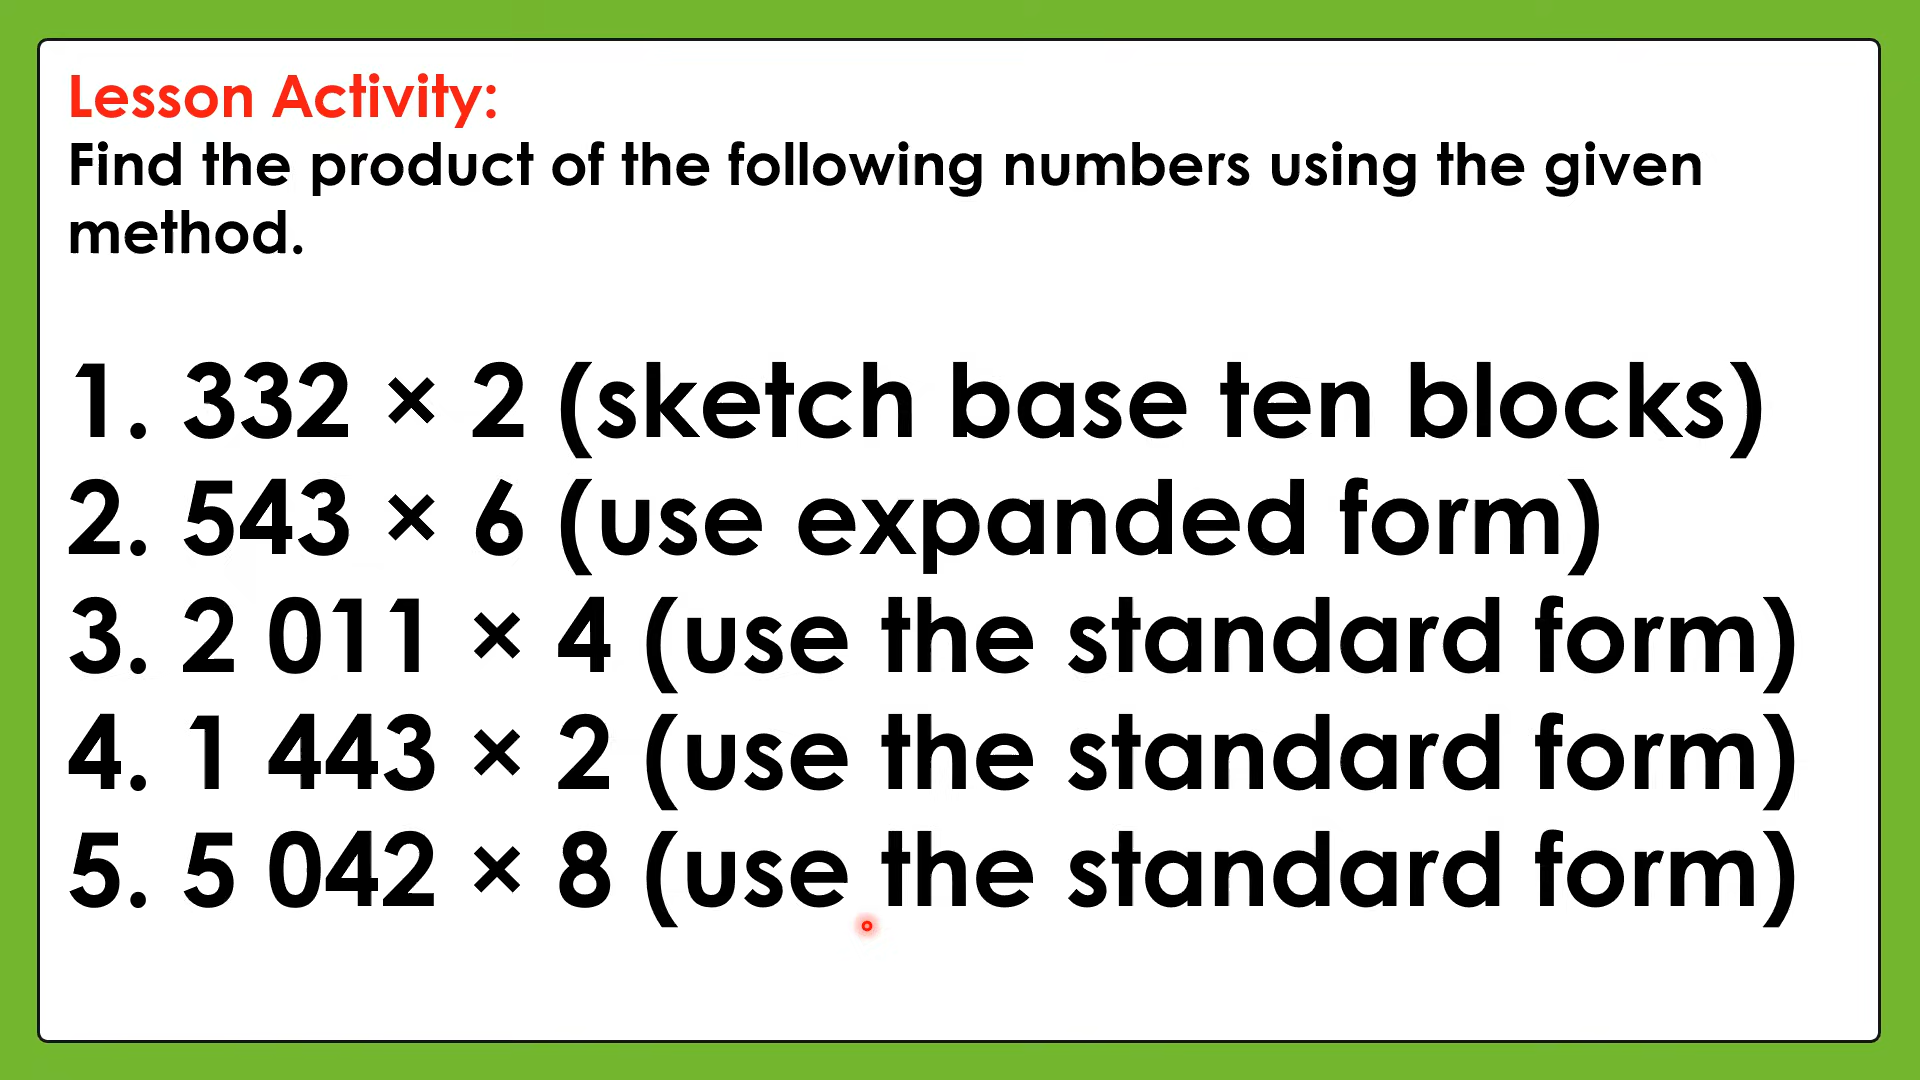 Lesson Activity:
Find the product of the following numbers using the given
method.
1. 332 × 2 (sketch base ten blocks)
2. 543 × 6 (use expanded form)
3. 2 011 × 4 (use the standard form)
4. 1 443 × 2 (use the standard form)
5. 5 042 × 8 (use the standard form)